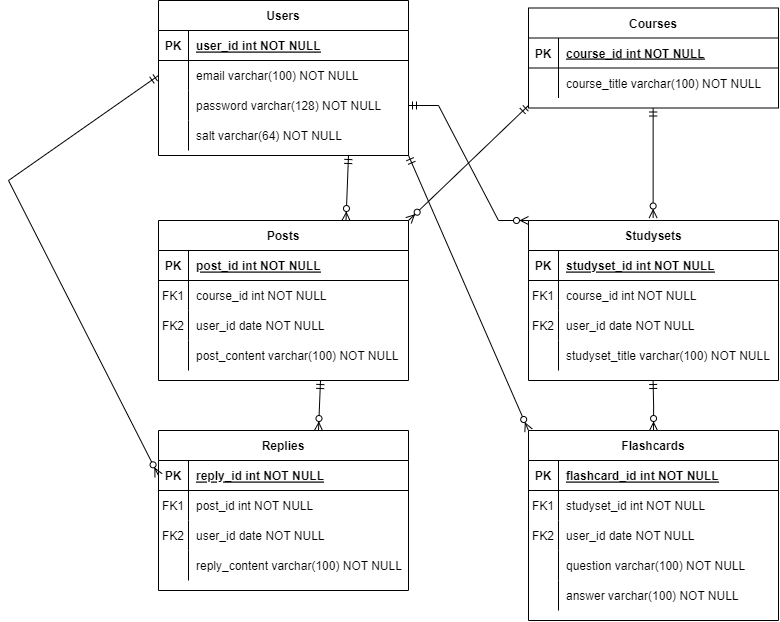 Users
PK user_id int NOT NULL
email varchar(100) NOT NULL
password varchar(128) NOT NULL
salt varchar(64) NOT NULL
Courses
PK course_id int NOT NULL
course_title varchar(100) NOT NULL
Posts
PK post_id int NOT NULL
FK1 course_id int NOT NULL
FK2 user_id date NOT NULL
post_content varchar(100) NOT NULL
Studysets
PK studyset_id int NOT NULL
FK1 course_id int NOT NULL
FK2 user_id date NOT NULL
studyset_title varchar(100) NOT NULL
Replies
PK reply_id int NOT NULL
FK1 post_id int NOT NULL
FK2 user_id date NOT NULL
reply_content varchar(100) NOT NULL
Flashcards
PK flashcard_id int NOT NULL
FK1 studyset_id int NOT NULL
FK2 user_id date NOT NULL
question varchar(100) NOT NULL
answer varchar(100) NOT NULL